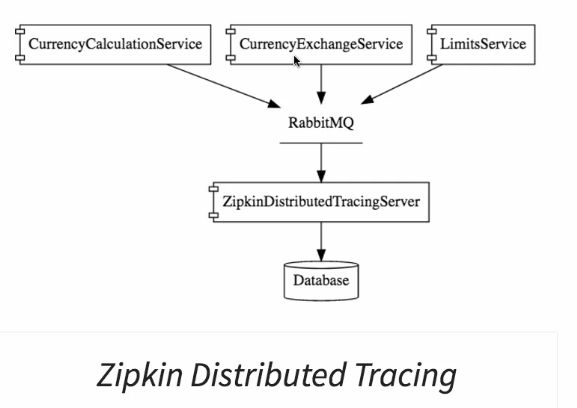 CurrencyCalculationService
CurrencyExchangeService
LimitsService
RabbitMQ
ZipkinDistributedTracingServer
Database
Zipkin Distributed Tracing